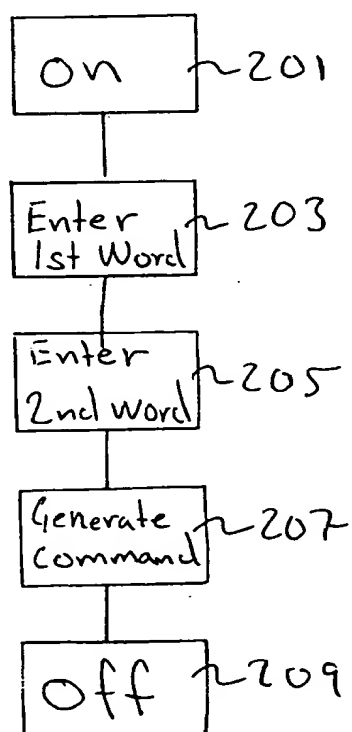 On 201
Enter 203
1st Word
Enter 205
2nd Word
Generate 207
Command
Off 209